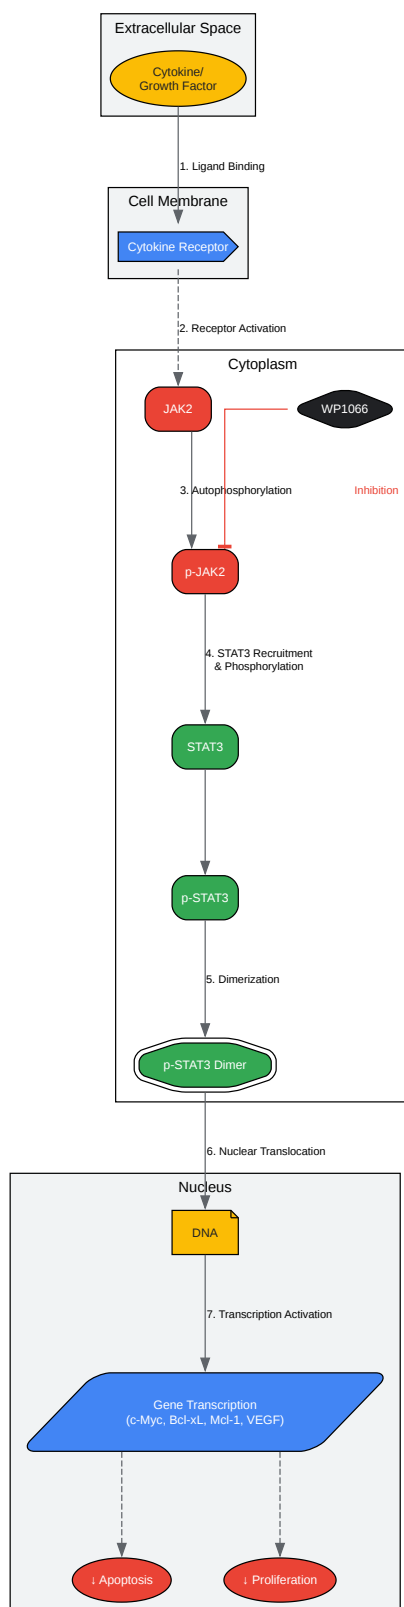 Extracellular Space
Cytokine/
Growth Factor
1. Ligand Binding
Cell Membrane
Cytokine Receptor
2. Receptor Activation
Cytoplasm
JAK2
WP1066
3. Autophosphorylation
Inhibition
p-JAK2
4. STAT3 Recruitment
& Phosphorylation
STAT3
p-STAT3
5. Dimerization
p-STAT3 Dimer
6. Nuclear Translocation
Nucleus
DNA
7. Transcription Activation
Gene Transcription
(c-Myc, Bcl-xL, Mcl-1, VEGF)
↓ Apoptosis
↓ Proliferation